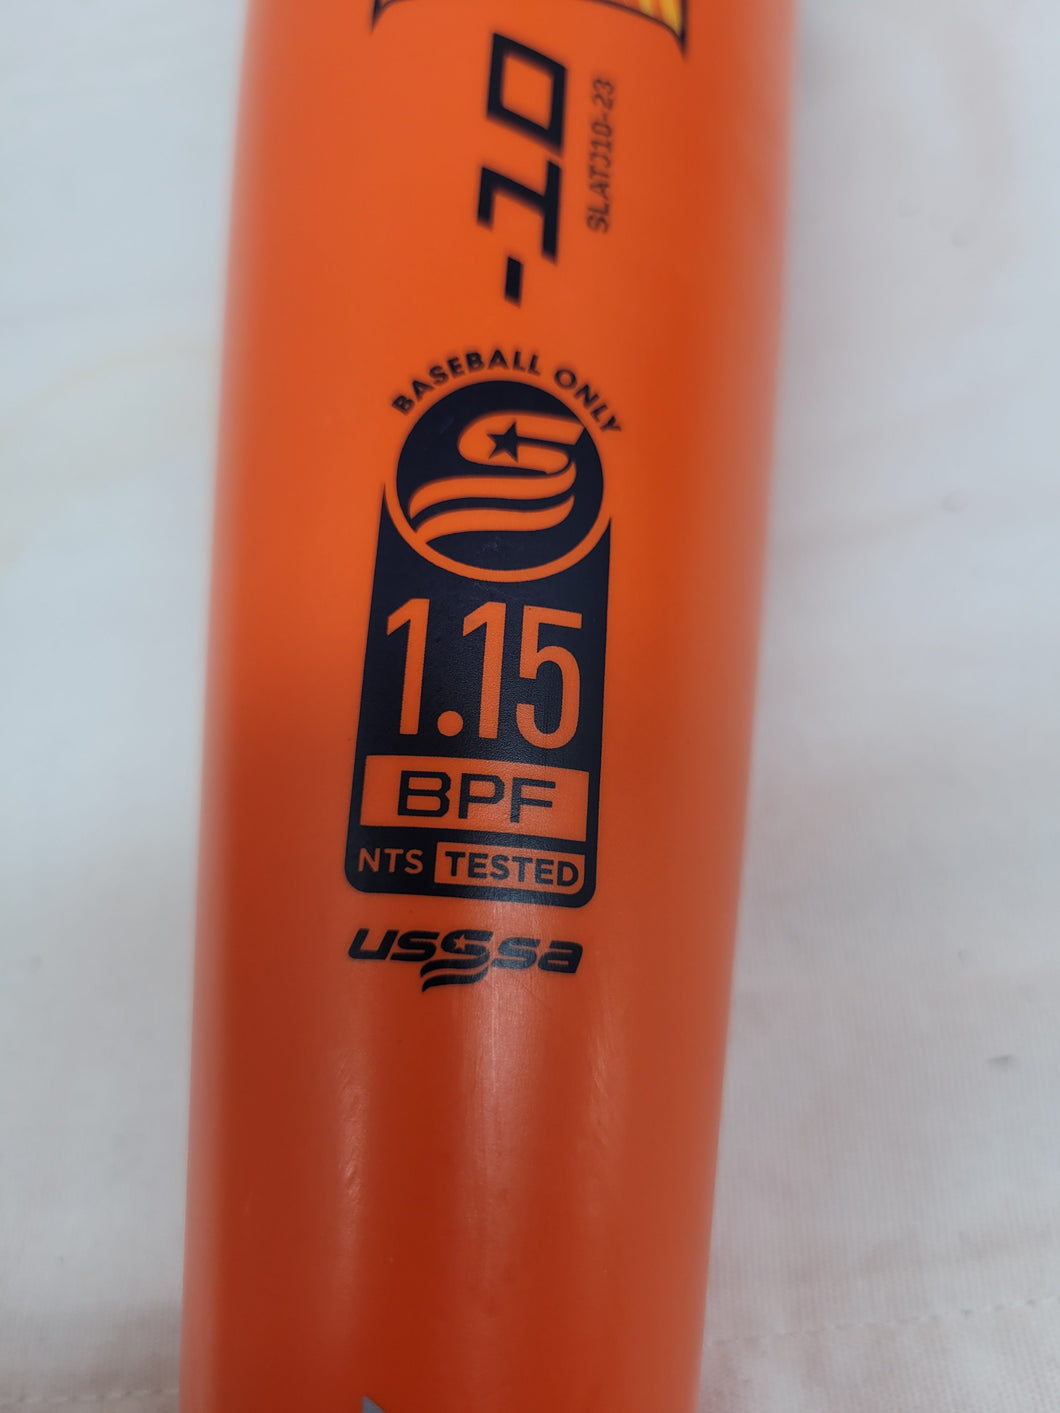 -10
SLATJ10-23
BASEBALL ONLY
1.15
BPF
NTS TESTED
usssa